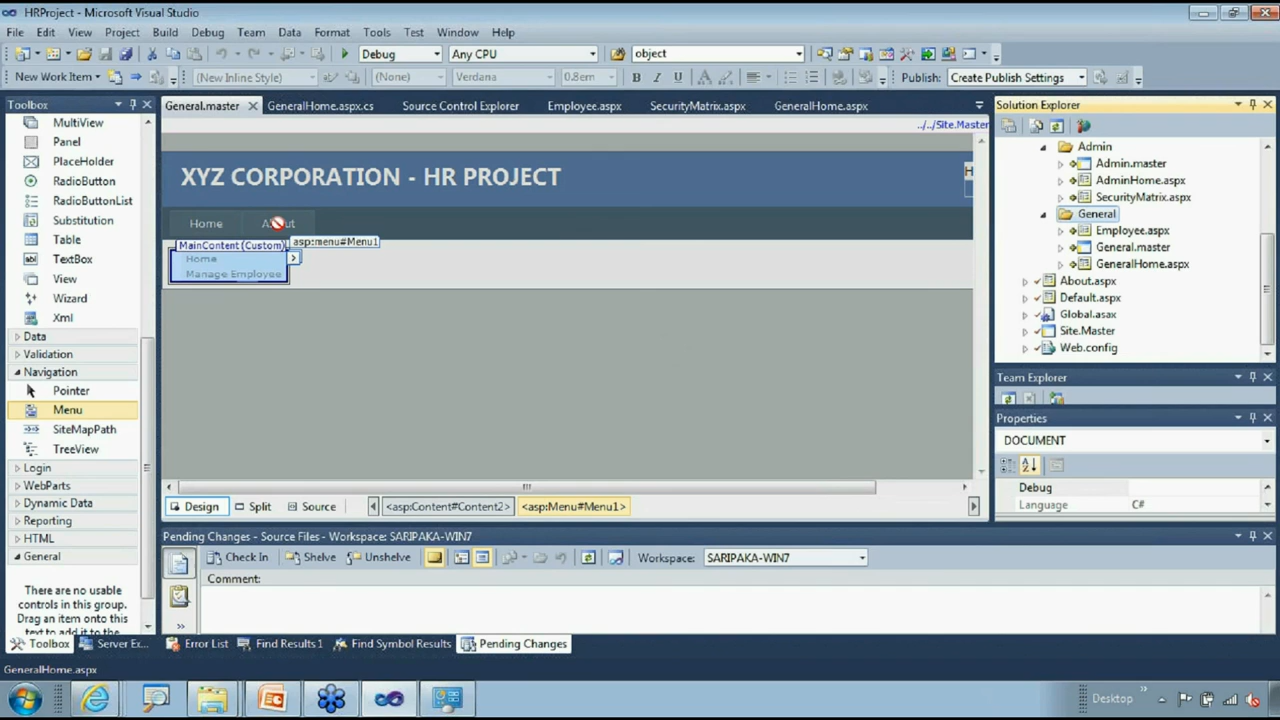 HRProject - Microsoft Visual Studio
File Edit View Project Build Debug Team Data Format Tools Test Window Help
Debug Any CPU object
New Work Item (New Inline Style) (None) Verdana 0.8em B I U A Publish: Create Publish Settings
Toolbox
General.master GeneralHome.aspx.cs Source Control Explorer Employee.aspx SecurityMatrix.aspx GeneralHome.aspx
../../Site.Master
XYZ CORPORATION - HR PROJECT
H
Home About
asp:menu#Menu1
MainContent (Custom)
Home
Manage Employee
MultiView
Panel
PlaceHolder
RadioButton
RadioButtonList
Substitution
Table
TextBox
View
Wizard
Xml
Data
Validation
Navigation
Pointer
Menu
SiteMapPath
TreeView
Login
WebParts
Dynamic Data
Reporting
HTML
General
There are no usable
controls in this group.
Drag an item onto this
text to add it to the
Toolbox Server Ex...
Design Split Source <asp:Content#Content2> <asp:Menu#Menu1>
Pending Changes - Source Files - Workspace: SARIPAKA-WIN7
Check In Shelve Unshelve Workspace: SARIPAKA-WIN7
Comment:
Error List Find Results 1 Find Symbol Results Pending Changes
Solution Explorer
Admin
Admin.master
AdminHome.aspx
SecurityMatrix.aspx
General
Employee.aspx
General.master
GeneralHome.aspx
About.aspx
Default.aspx
Global.asax
Site.Master
Web.config
Team Explorer
Properties
DOCUMENT
Debug
Language C#
GeneralHome.aspx
Desktop